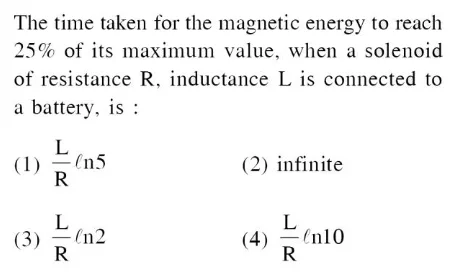 The time taken for the magnetic energy to reach
25% of its maximum value, when a solenoid
of resistance R, inductance L is connected to
a battery, is :
(1) L/R ℓn5 (2) infinite
(3) L/R ℓn2 (4) L/R ℓn10